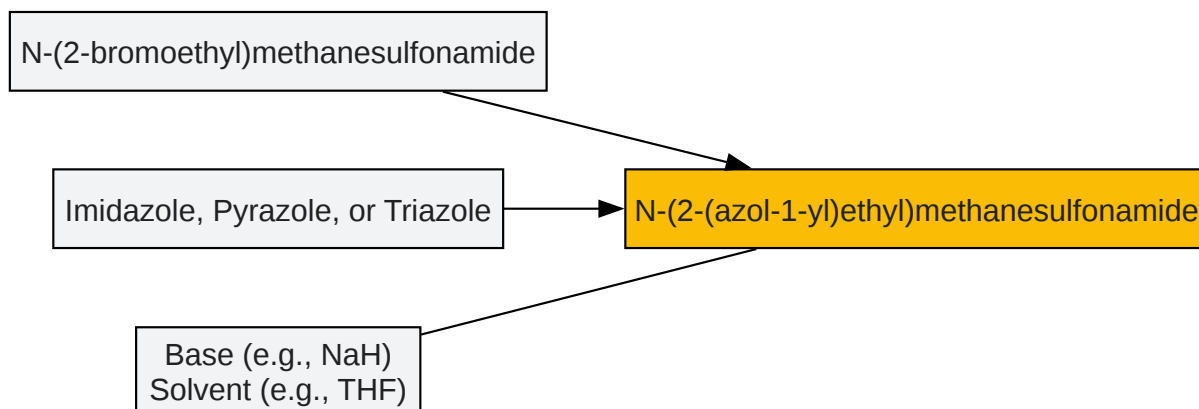 N-(2-bromoethyl)methanesulfonamide
Imidazole, Pyrazole, or Triazole
N-(2-(azol-1-yl)ethyl)methanesulfonamide
Base (e.g., NaH)
Solvent (e.g., THF)